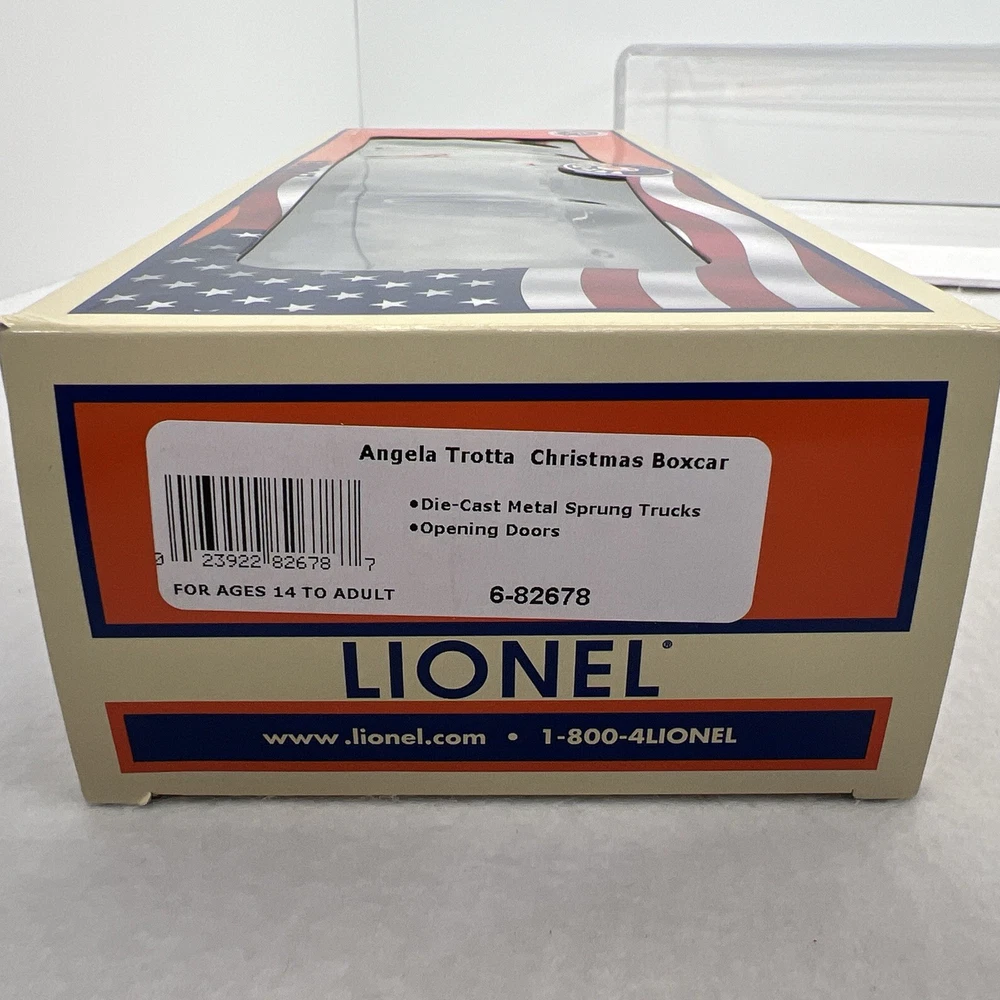 Angela Trotta Christmas Boxcar
•Die-Cast Metal Sprung Trucks
•Opening Doors
0 23922 82678 7
FOR AGES 14 TO ADULT
6-82678
LIONEL®
www.lionel.com • 1-800-4LIONEL